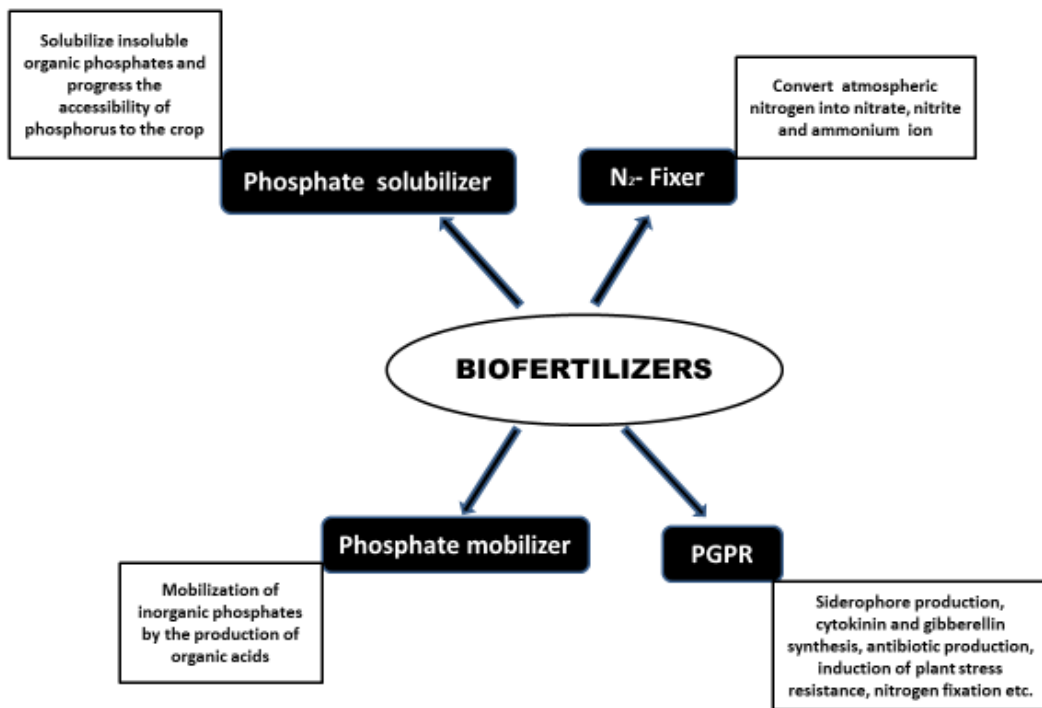 Solubilize insoluble
organic phosphates and
progress the
accessibility of
phosphorus to the crop
Convert atmospheric
nitrogen into nitrate, nitrite
and ammonium ion
Phosphate solubilizer
N₂- Fixer
BIOFERTILIZERS
Phosphate mobilizer
PGPR
Mobilization of
inorganic phosphates
by the production of
organic acids
Siderophore production,
cytokinin and gibberellin
synthesis, antibiotic production,
induction of plant stress
resistance, nitrogen fixation etc.